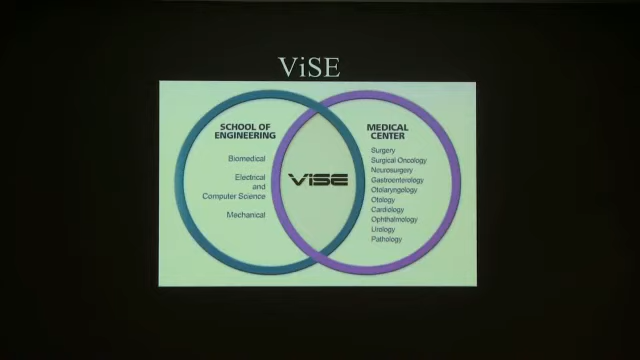 ViSE
SCHOOL OF
ENGINEERING
Biomedical
Electrical
and
Computer Science
Mechanical
ViSE
MEDICAL
CENTER
Surgery
Surgical Oncology
Neurosurgery
Gastroenterology
Otolaryngology
Otology
Cardiology
Ophthalmology
Urology
Pathology